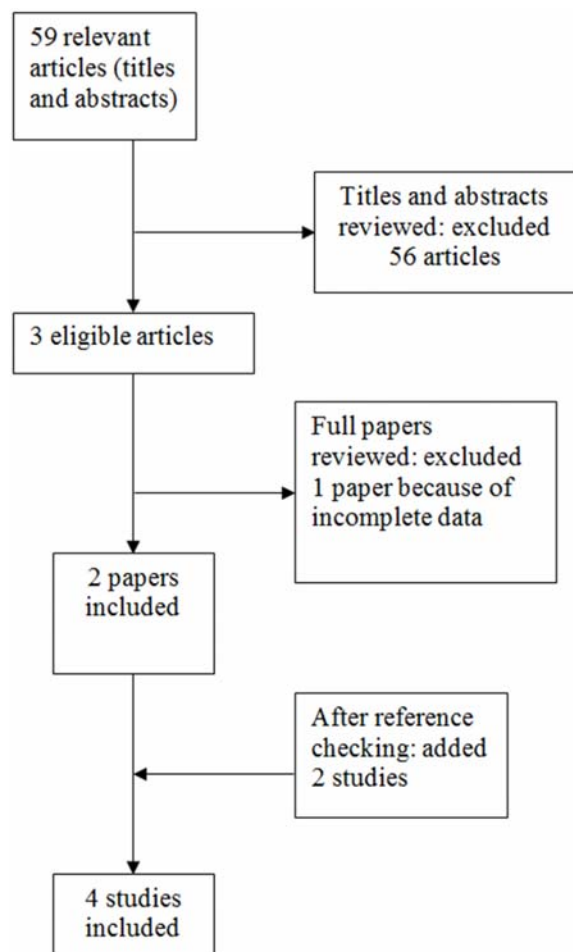 59 relevant
articles (titles
and abstracts)
Titles and abstracts
reviewed: excluded
56 articles
3 eligible articles
Full papers
reviewed: excluded
1 paper because of
incomplete data
2 papers
included
After reference
checking: added
2 studies
4 studies
included